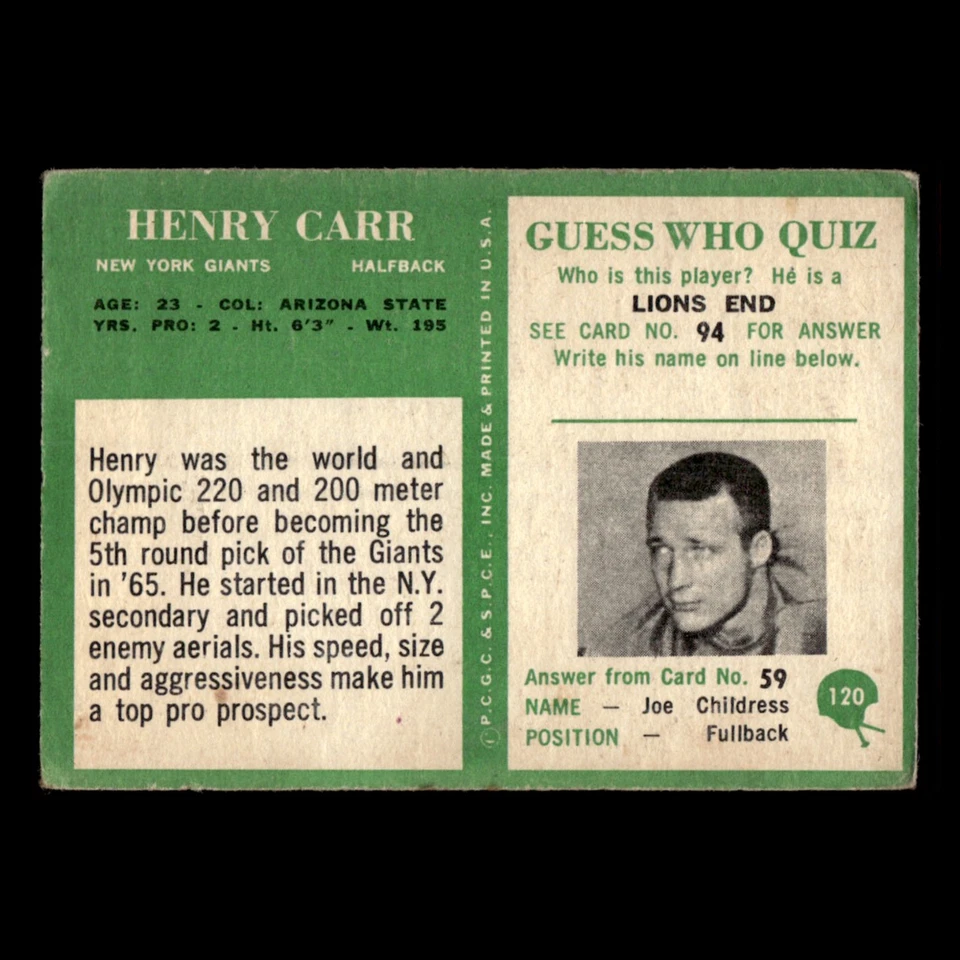 HENRY CARR
NEW YORK GIANTS HALFBACK
AGE: 23 - COL: ARIZONA STATE
YRS. PRO: 2 - Ht. 6'3" - Wt. 195
Henry was the world and
Olympic 220 and 200 meter
champ before becoming the
5th round pick of the Giants
in '65. He started in the N.Y.
secondary and picked off 2
enemy aerials. His speed, size
and aggressiveness make him
a top pro prospect.
Ⓒ P.C.G.C. & S.P.C.E., INC. MADE & PRINTED IN U.S.A.
GUESS WHO QUIZ
Who is this player? He is a
LIONS END
SEE CARD NO. 94 FOR ANSWER
Write his name on line below.
Answer from Card No. 59
NAME — Joe Childress
POSITION — Fullback
120